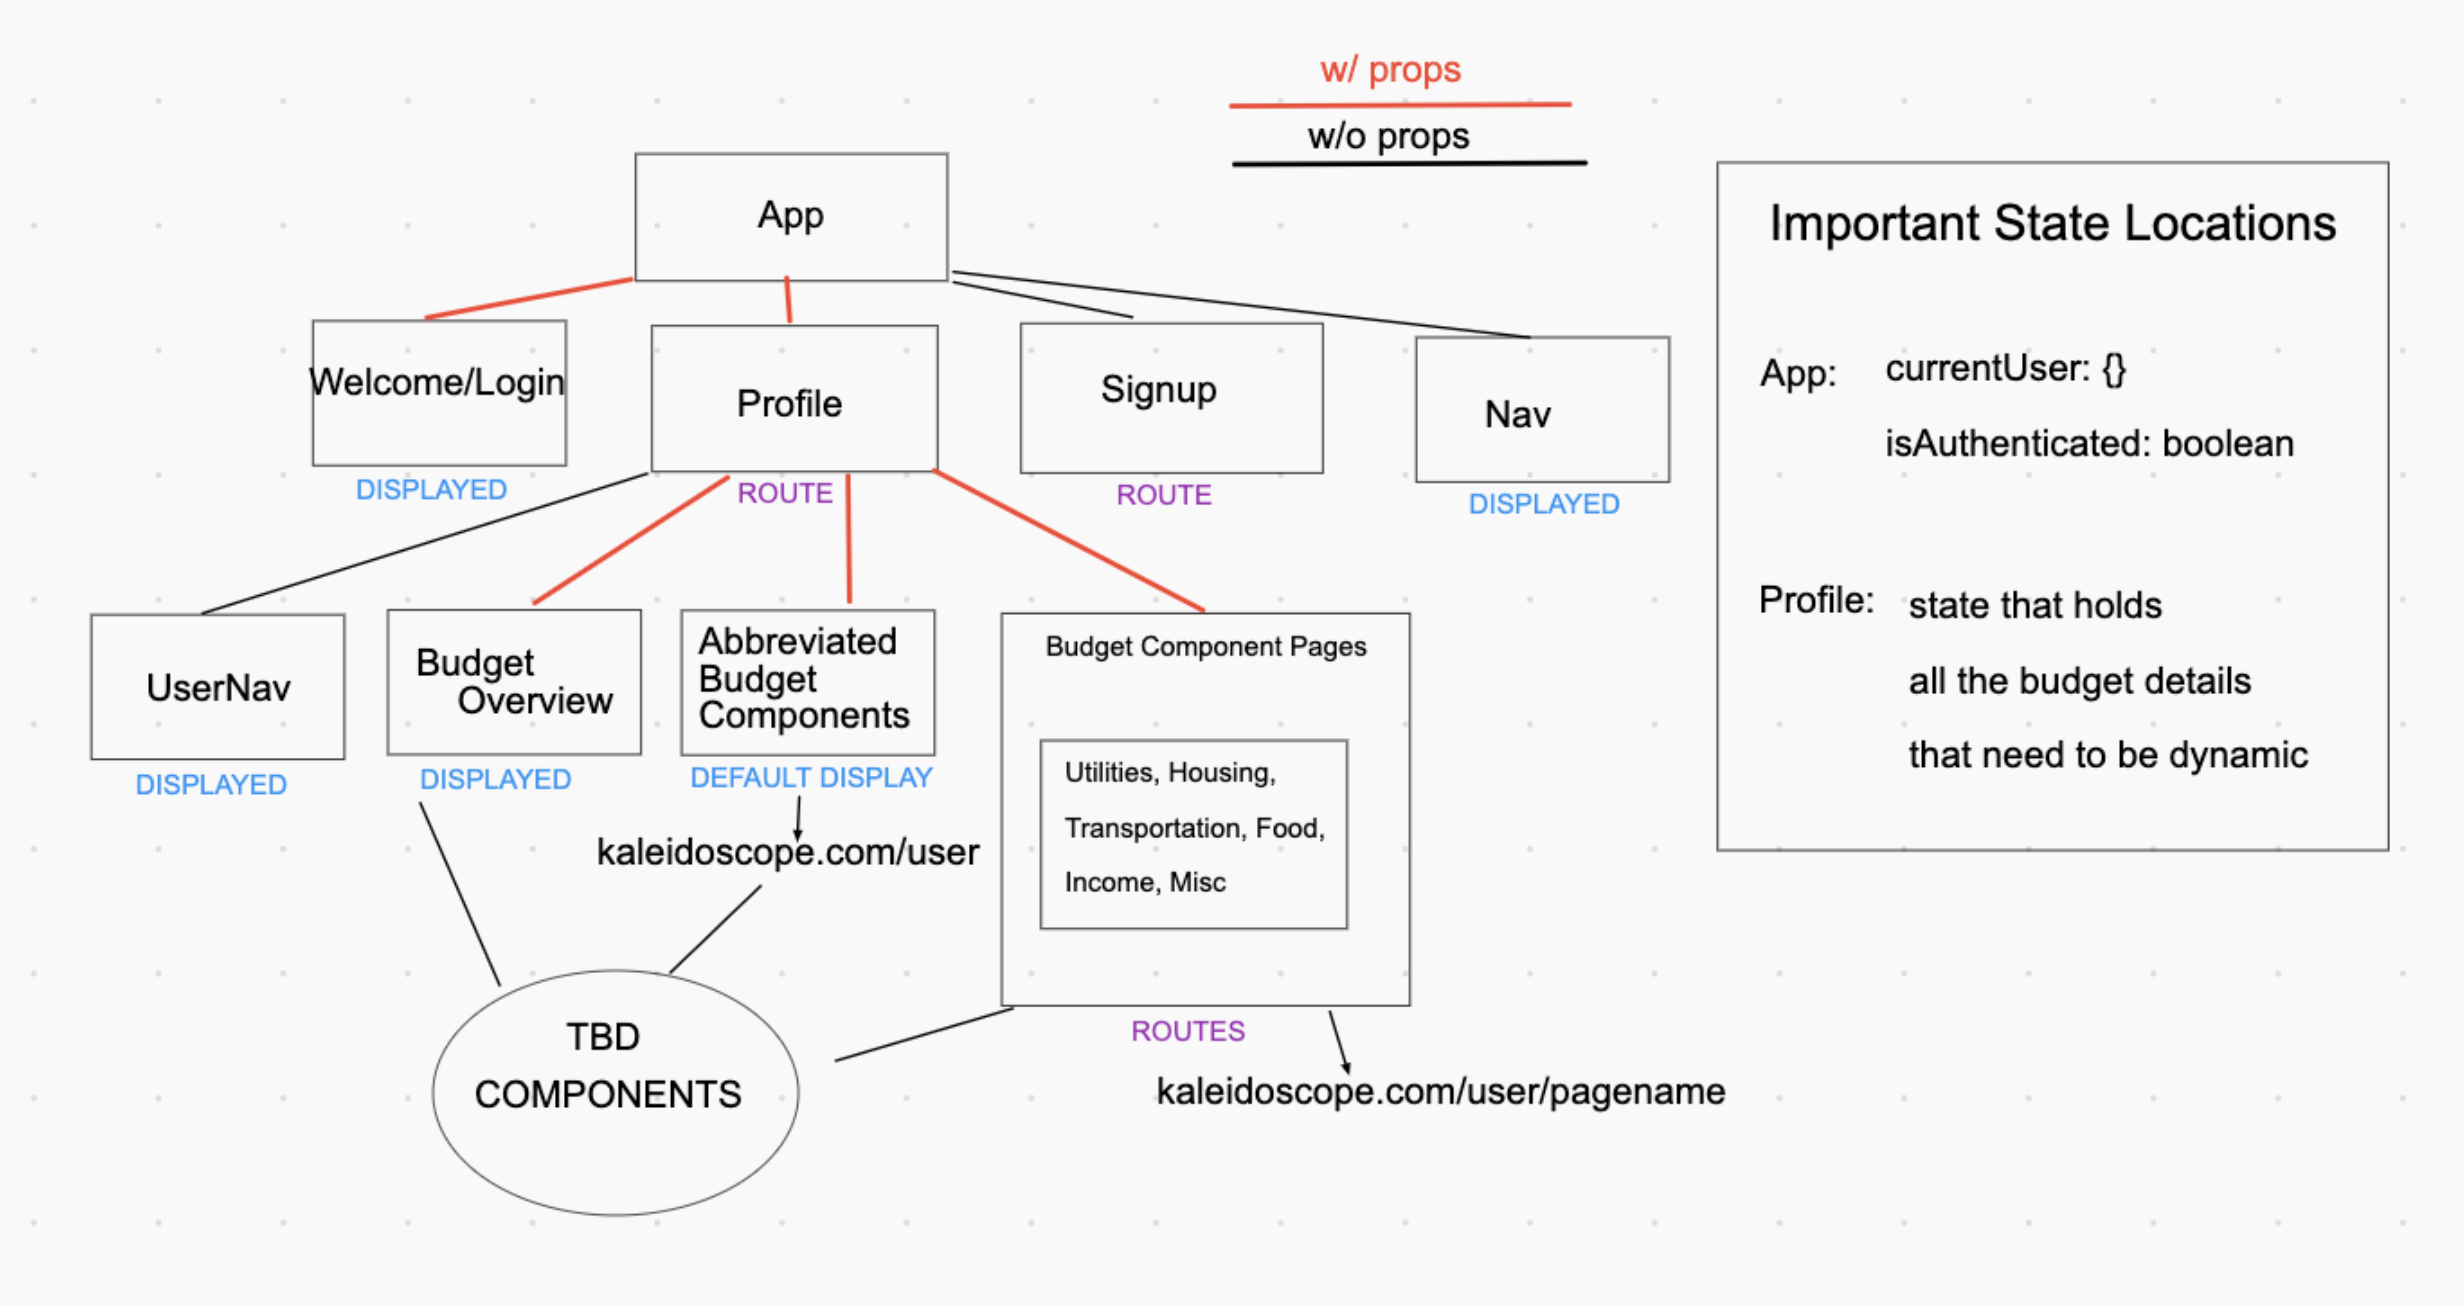 w/ props
w/o props
App
Important State Locations
App: currentUser: {}
isAuthenticated: boolean
Profile: state that holds
all the budget details
that need to be dynamic
Welcome/Login
DISPLAYED
Profile
ROUTE
Signup
ROUTE
Nav
DISPLAYED
UserNav
DISPLAYED
Budget
Overview
DISPLAYED
Abbreviated
Budget
Components
DEFAULT DISPLAY
kaleidoscope.com/user
Budget Component Pages
Utilities, Housing,
Transportation, Food,
Income, Misc
ROUTES
kaleidoscope.com/user/pagename
TBD
COMPONENTS